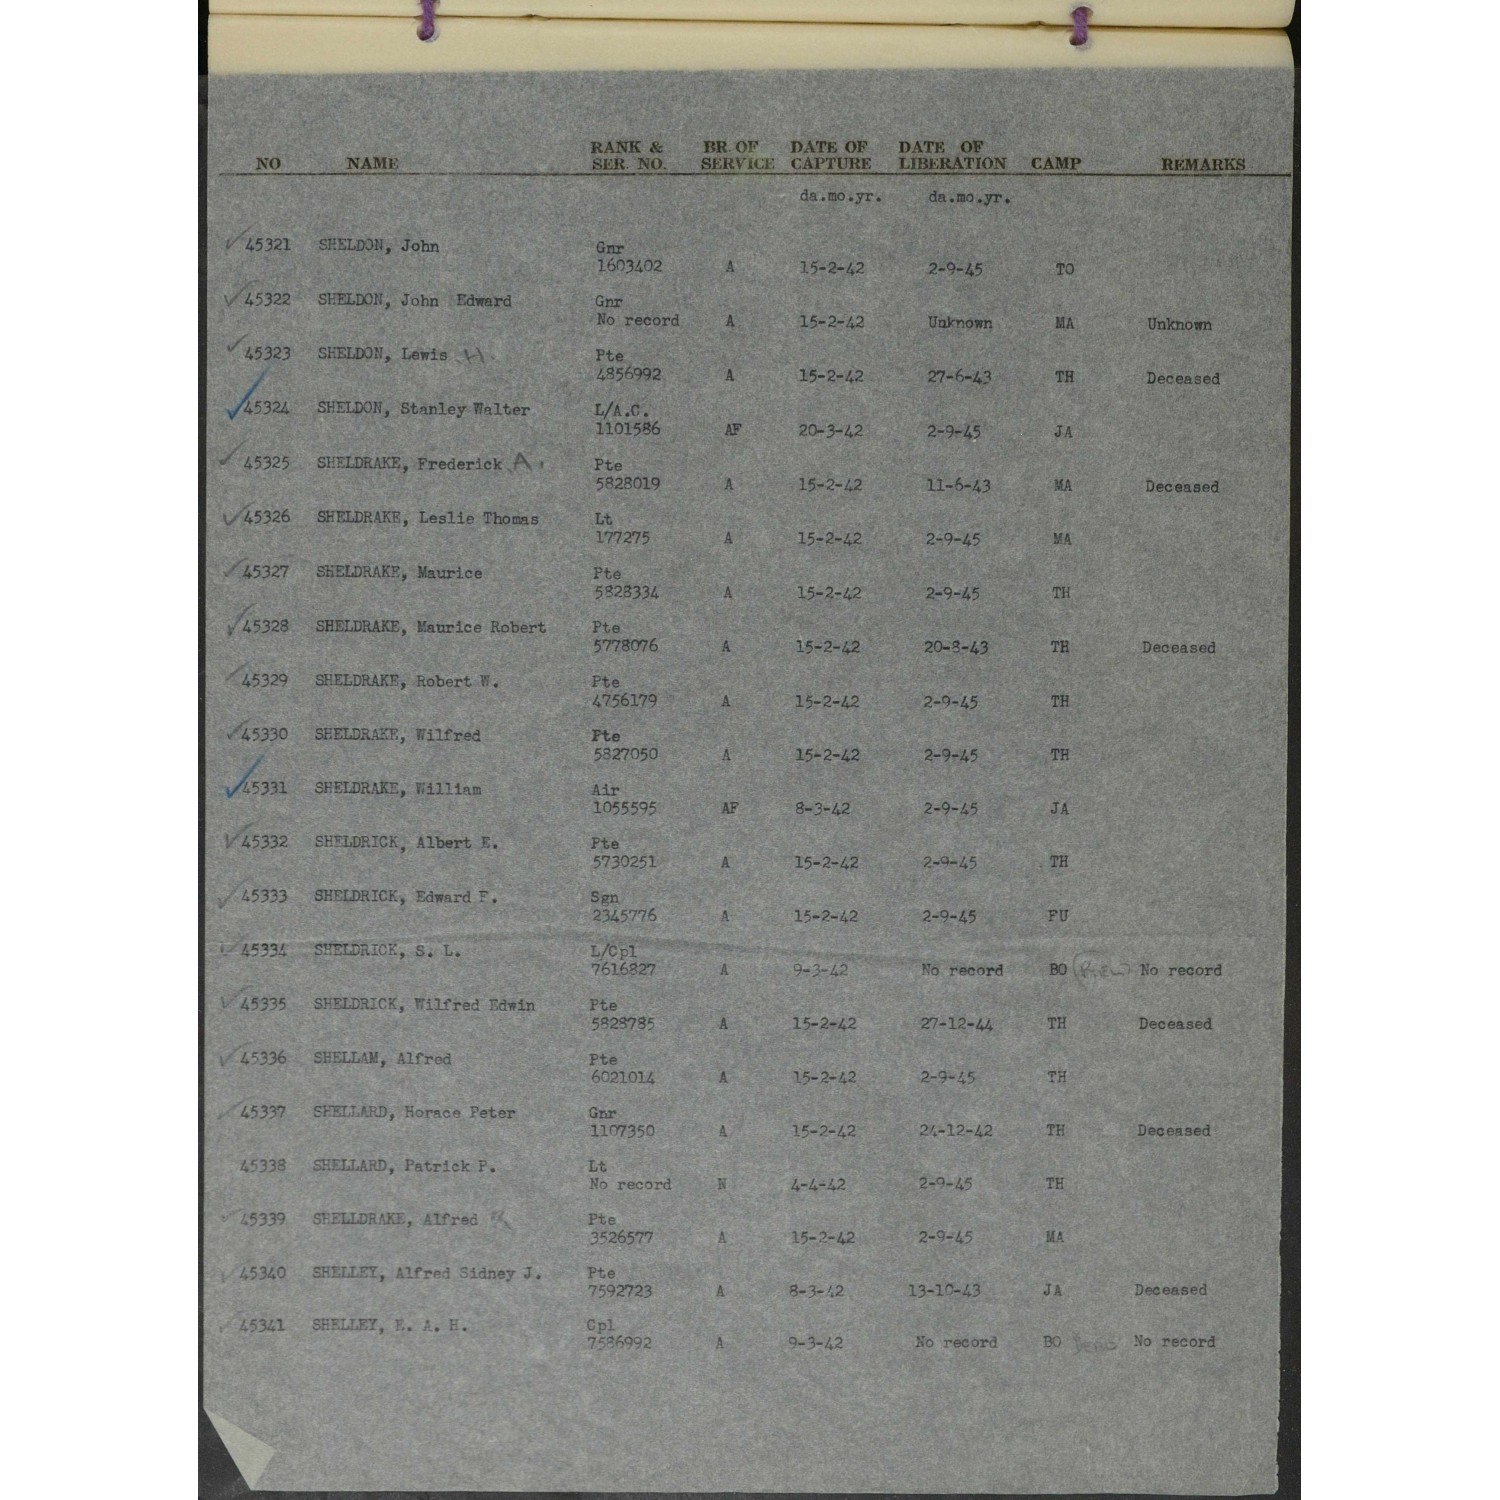 NO NAME RANK & SER. NO. BR. OF SERVICE DATE OF CAPTURE DATE OF LIBERATION CAMP REMARKS
da.mo.yr. da.mo.yr.
45321 SHELDON, John Gnr
1603402 A 15-2-42 2-9-45 TO
45322 SHELDON, John Edward Gnr
No record A 15-2-42 Unknown MA Unknown
45323 SHELDON, Lewis H. Pte
4856992 A 15-2-42 27-6-43 TH Deceased
45324 SHELDON, Stanley Walter L/A.C.
1101586 AF 20-3-42 2-9-45 JA
45325 SHELDRAKE, Frederick A. Pte
5828019 A 15-2-42 11-6-43 MA Deceased
45326 SHELDRAKE, Leslie Thomas Lt
177275 A 15-2-42 2-9-45 MA
45327 SHELDRAKE, Maurice Pte
5828334 A 15-2-42 2-9-45 TH
45328 SHELDRAKE, Maurice Robert Pte
5778076 A 15-2-42 20-8-43 TH Deceased
45329 SHELDRAKE, Robert W. Pte
4756179 A 15-2-42 2-9-45 TH
45330 SHELDRAKE, Wilfred Pte
5827050 A 15-2-42 2-9-45 TH
45331 SHELDRAKE, William Air
1055595 AF 8-3-42 2-9-45 JA
45332 SHELDRICK, Albert E. Pte
5730251 A 15-2-42 2-9-45 TH
45333 SHELDRICK, Edward F. Sgn
2345776 A 15-2-42 2-9-45 FU
45334 SHELDRICK, S. L. L/Cpl
7616827 A 9-3-42 No record BO No record
45335 SHELDRICK, Wilfred Edwin Pte
5828785 A 15-2-42 27-12-44 TH Deceased
45336 SHELLAM, Alfred Pte
6021014 A 15-2-42 2-9-45 TH
45337 SHELLARD, Horace Peter Gnr
1107350 A 15-2-42 24-12-42 TH Deceased
45338 SHELLARD, Patrick P. Lt
No record N 4-4-42 2-9-45 TH
45339 SHELLDRAKE, Alfred Pte
3526577 A 15-2-42 2-9-45 MA
45340 SHELLEY, Alfred Sidney J. Pte
7592723 A 8-3-42 13-10-43 JA Deceased
45341 SHELLEY, E. A. H. Cpl
7586992 A 9-3-42 No record BO No record